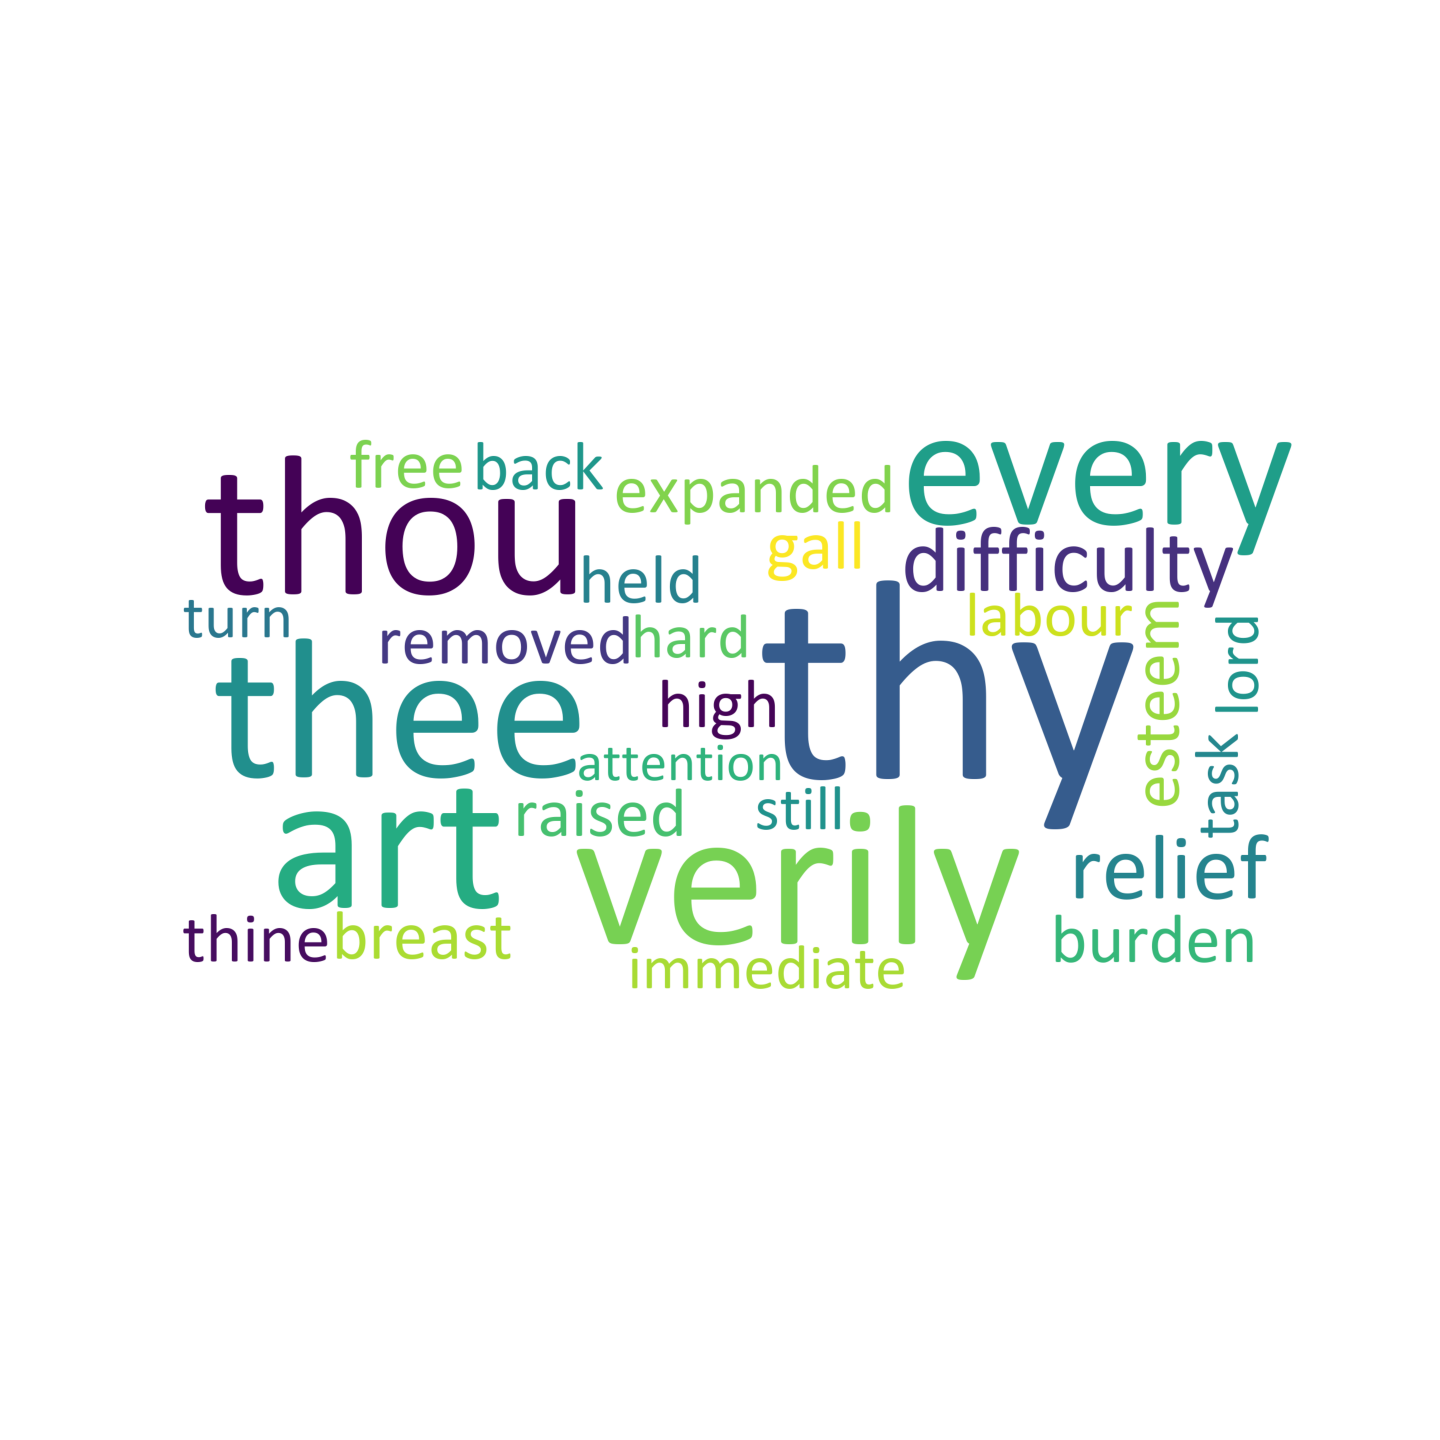 free back expanded every
thou
gall difficulty
held
turn removed hard labour
thee high thy esteem lord
attention task
art raised still
verily relief
thine breast burden
immediate